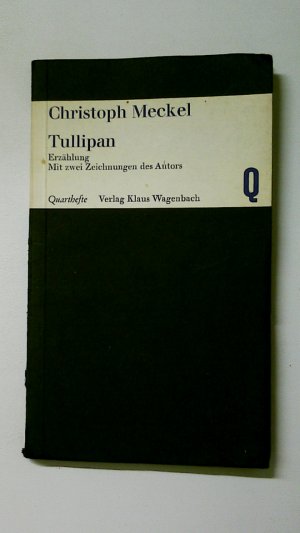 Christoph Meckel
Tullipan
Erzählung
Mit zwei Zeichnungen des Autors
Quarthefte Verlag Klaus Wagenbach
Q